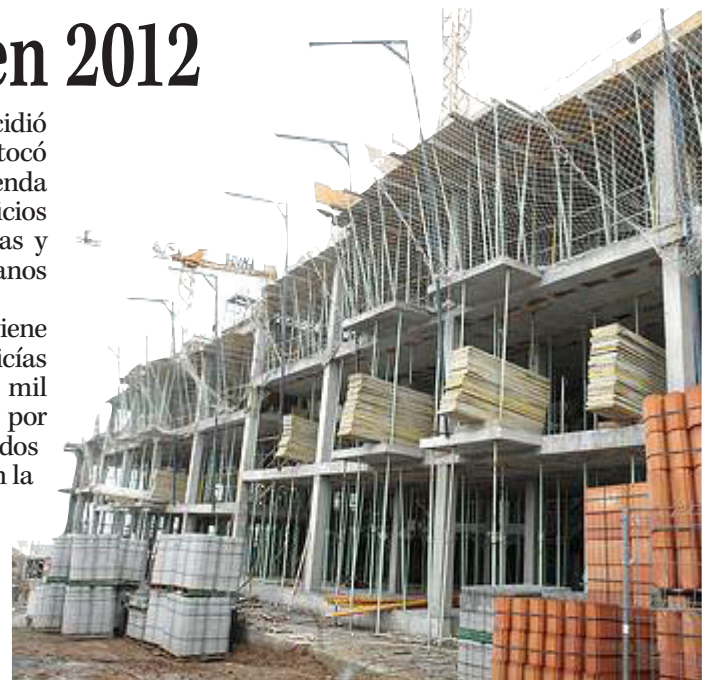 en 2012
cidió
tocó
enda
icios
as y
anos
iene
icías
mil
por
dos
n la